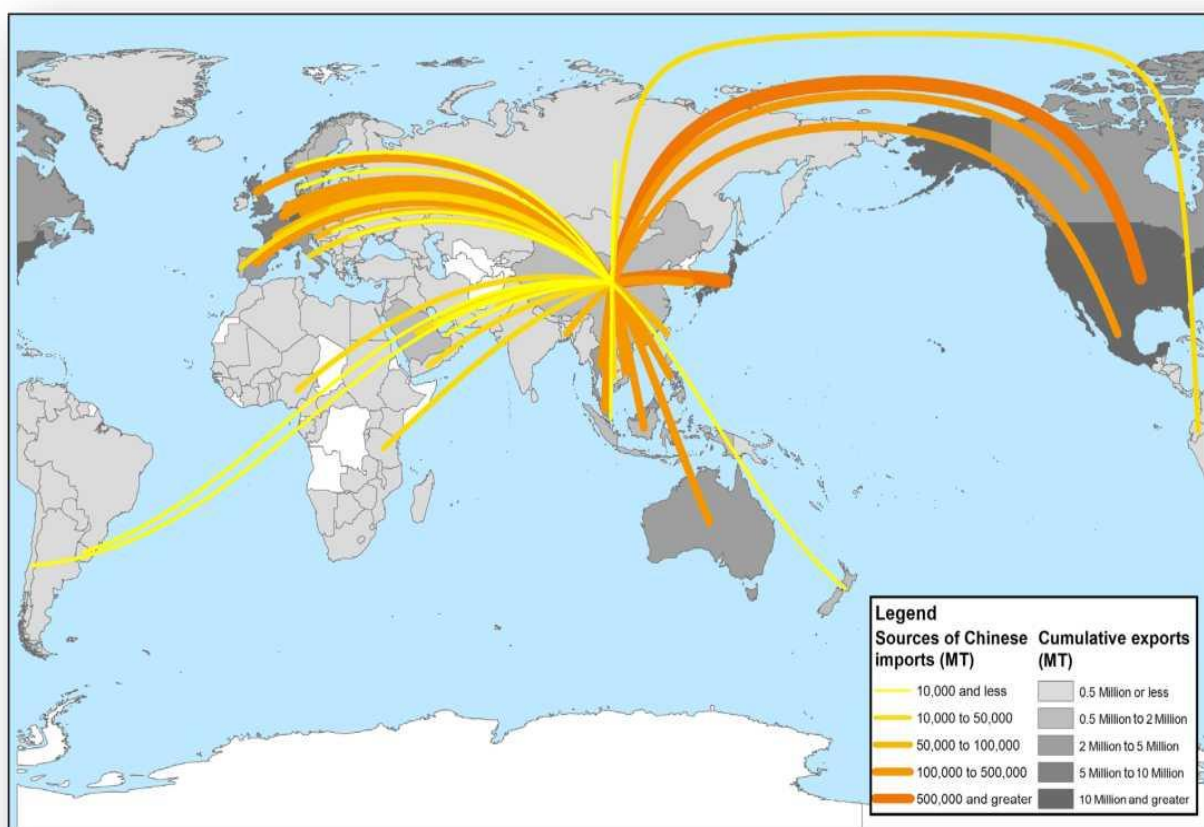 Legend
Sources of Chinese imports (MT)
10,000 and less
10,000 to 50,000
50,000 to 100,000
100,000 to 500,000
500,000 and greater
Cumulative exports (MT)
0.5 Million or less
0.5 Million to 2 Million
2 Million to 5 Million
5 Million to 10 Million
10 Million and greater